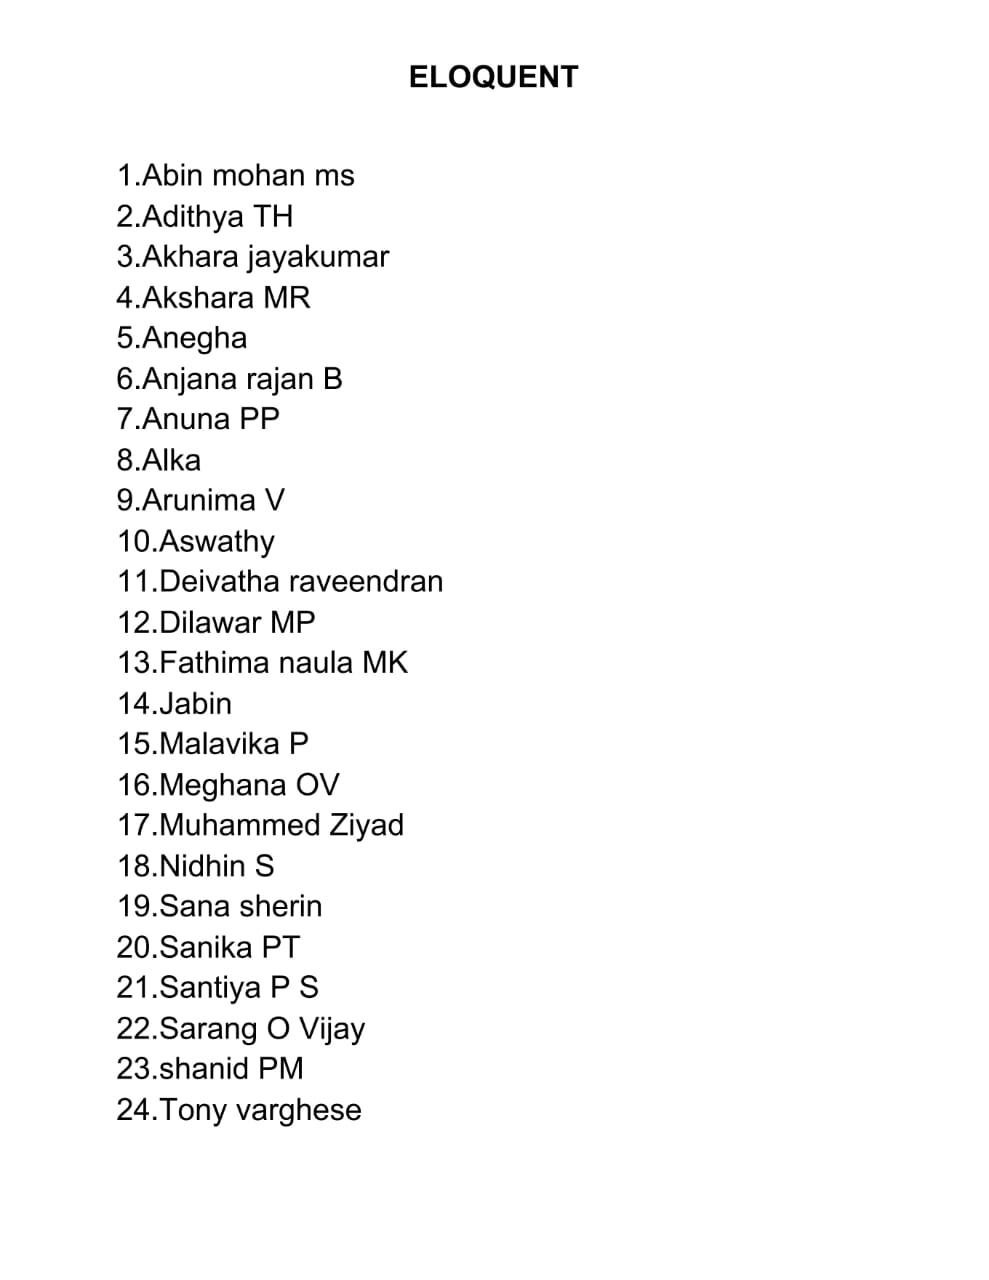 ELOQUENT
1.Abin mohan ms
2.Adithya TH
3.Akhara jayakumar
4.Akshara MR
5.Anegha
6.Anjana rajan B
7.Anuna PP
8.Alka
9.Arunima V
10.Aswathy
11.Deivatha raveendran
12.Dilawar MP
13.Fathima naula MK
14.Jabin
15.Malavika P
16.Meghana OV
17.Muhammed Ziyad
18.Nidhin S
19.Sana sherin
20.Sanika PT
21.Santiya P S
22.Sarang O Vijay
23.shanid PM
24.Tony varghese